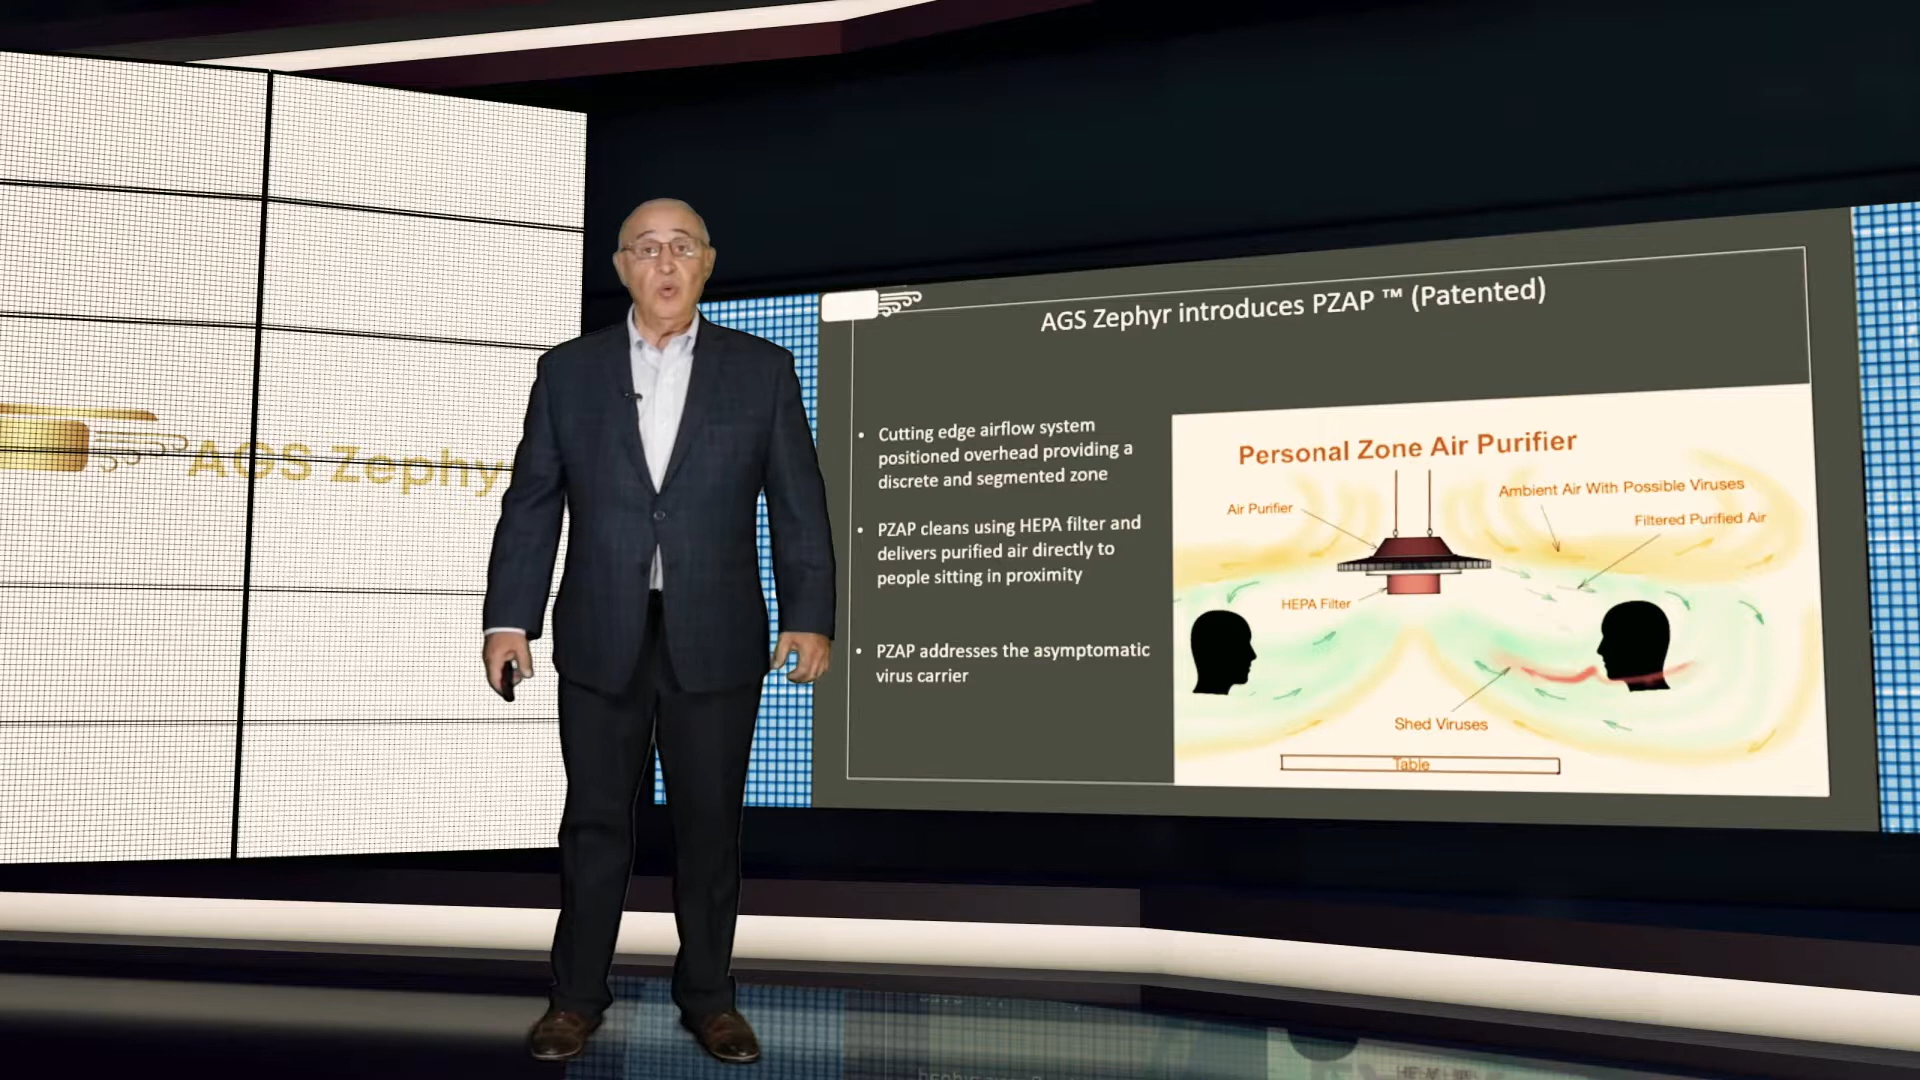 AGS Zephyr
AGS Zephyr introduces PZAP ™ (Patented)
• Cutting edge airflow system
positioned overhead providing a
discrete and segmented zone
• PZAP cleans using HEPA filter and
delivers purified air directly to
people sitting in proximity
• PZAP addresses the asymptomatic
virus carrier
Personal Zone Air Purifier
Ambient Air With Possible Viruses
Air Purifier
Filtered Purified Air
HEPA Filter
Shed Viruses
Table